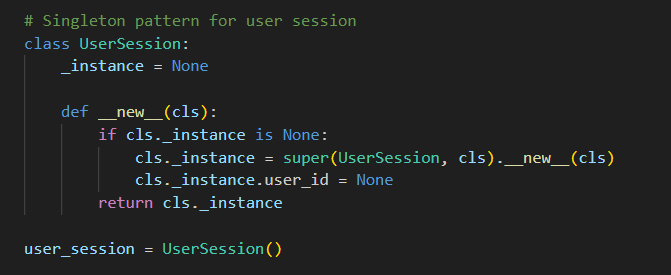 # Singleton pattern for user session
class UserSession:
    _instance = None

    def __new__(cls):
        if cls._instance is None:
            cls._instance = super(UserSession, cls).__new__(cls)
            cls._instance.user_id = None
        return cls._instance

user_session = UserSession()